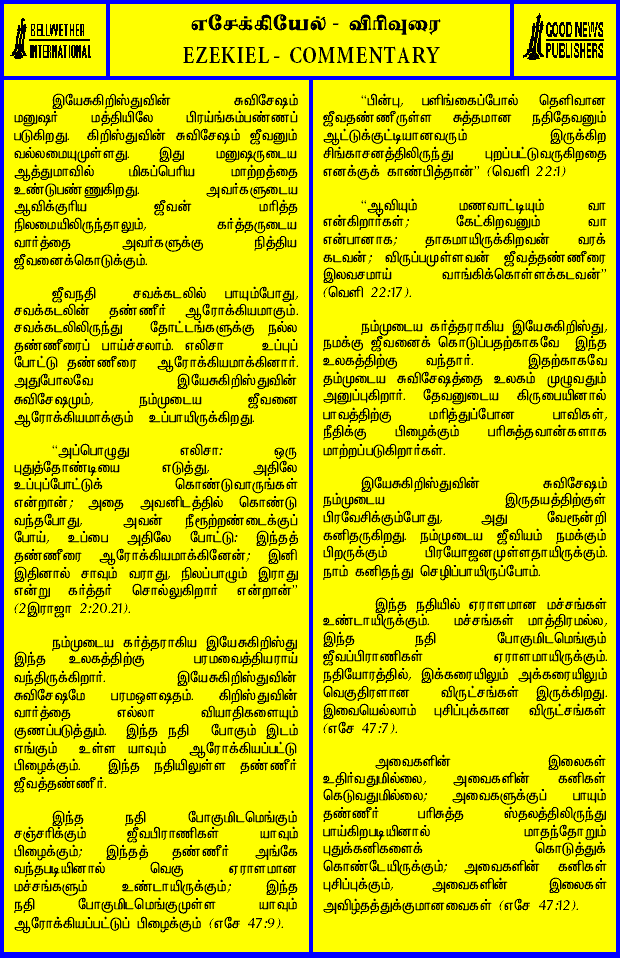 BELLWETHER
INTERNATIONAL
எசேக்கியேல் - விரிவுரை
EZEKIEL - COMMENTARY
GOOD NEWS
PUBLISHERS
இயேசுகிறிஸ்துவின் சுவிசேஷம்
மனுஷர் மத்தியிலே பிரயங்கம்பண்ணப்
படுகிறது. கிறிஸ்துவின் சுவிசேஷம் ஜீவனும்
வல்லமையுமுள்ளது. இது மனுஷருடைய
ஆத்துமாவில் மிகப்பெரிய மாற்றத்தை
உண்டுபண்ணுகிறது. அவர்களுடைய
ஆவிக்குரிய ஜீவன் மரித்த
நிலமையிலிருந்தாலும், கர்த்தருடைய
வார்த்தை அவர்களுக்கு நித்திய
ஜீவனைக்கொடுக்கும்.
ஜீவநதி சவக்கடலில் பாயும்போது,
சவக்கடலின் தண்ணீர் ஆரோக்கியமாகும்.
சவக்கடலிலிருந்து தோட்டங்களுக்கு நல்ல
தண்ணீரைப் பாய்ச்சலாம். எலிசா உப்புப்
போட்டு தண்ணீரை ஆரோக்கியமாக்கினார்.
அதுபோலவே இயேசுகிறிஸ்துவின்
சுவிசேஷமும், நம்முடைய ஜீவனை
ஆரோக்கியமாக்கும் உப்பாயிருக்கிறது.
“அப்பொழுது எலிசா: ஒரு
புதுத்தோண்டியை எடுத்து, அதிலே
உப்புப்போட்டுக் கொண்டுவாருங்கள்
என்றான்; அதை அவனிடத்தில் கொண்டு
வந்தபோது, அவன் நீரூற்றண்டைக்குப்
போய், உப்பை அதிலே போட்டு: இந்தத்
தண்ணீரை ஆரோக்கியமாக்கினேன்; இனி
இதினால் சாவும் வராது, நிலப்பாழும் இராது
என்று கர்த்தர் சொல்லுகிறார் என்றான்”
(2இராஜா 2:20.21).
நம்முடைய கர்த்தராகிய இயேசுகிறிஸ்து
இந்த உலகத்திற்கு பரமவைத்தியராய்
வந்திருக்கிறார். இயேசுகிறிஸ்துவின்
சுவிசேஷமே பரமஔஷதம். கிறிஸ்துவின்
வார்த்தை எல்லா வியாதிகளையும்
குணப்படுத்தும். இந்த நதி போகும் இடம்
எங்கும் உள்ள யாவும் ஆரோக்கியப்பட்டு
பிழைக்கும். இந்த நதியிலுள்ள தண்ணீர்
ஜீவத்தண்ணீர்.
இந்த நதி போகுமிடமெங்கும்
சஞ்சரிக்கும் ஜீவபிராணிகள் யாவும்
பிழைக்கும்; இந்தத் தண்ணீர் அங்கே
வந்தபடியினால் வெகு ஏராளமான
மச்சங்களும் உண்டாயிருக்கும்; இந்த
நதி போகுமிடமெங்குமுள்ள யாவும்
ஆரோக்கியப்பட்டுப் பிழைக்கும் (எசே 47:9).
“பின்பு, பளிங்கைப்போல் தெளிவான
ஜீவதண்ணீருள்ள சுத்தமான நதிதேவனும்
ஆட்டுக்குட்டியானவரும் இருக்கிற
சிங்காசனத்திலிருந்து புறப்பட்டுவருகிறதை
எனக்குக் காண்பித்தான்” (வெளி 22:1)
“ஆவியும் மணவாட்டியும் வா
என்கிறார்கள்; கேட்கிறவனும் வா
என்பானாக; தாகமாயிருக்கிறவன் வரக்
கடவன்; விருப்பமுள்ளவன் ஜீவத்தண்ணீரை
இலவசமாய் வாங்கிக்கொள்ளக்கடவன்”
(வெளி 22:17).
நம்முடைய கர்த்தராகிய இயேசுகிறிஸ்து,
நமக்கு ஜீவனைக் கொடுப்பதற்காகவே இந்த
உலகத்திற்கு வந்தார். இதற்காகவே
தம்முடைய சுவிசேஷத்தை உலகம் முழுவதும்
அனுப்புகிறார். தேவனுடைய கிருபையினால்
பாவத்திற்கு மரித்துப்போன பாவிகள்,
நீதிக்கு பிழைக்கும் பரிசுத்தவான்களாக
மாற்றப்படுகிறார்கள்.
இயேசுகிறிஸ்துவின் சுவிசேஷம்
நம்முடைய இருதயத்திற்குள்
பிரவேசிக்கும்போது, அது வேரூன்றி
கனிதருகிறது. நம்முடைய ஜீவியம் நமக்கும்
பிறருக்கும் பிரயோஜனமுள்ளதாயிருக்கும்.
நாம் கனிதந்து செழிப்பாயிருப்போம்.
இந்த நதியில் ஏராளமான மச்சங்கள்
உண்டாயிருக்கும். மச்சங்கள் மாத்திரமல்ல,
இந்த நதி போகுமிடமெங்கும்
ஜீவப்பிராணிகள் ஏராளமாயிருக்கும்.
நதியோரத்தில், இக்கரையிலும் அக்கரையிலும்
வெகுதிரளான விருட்சங்கள் இருக்கிறது.
இவையெல்லாம் புசிப்புக்கான விருட்சங்கள்
(எசே 47:7).
அவைகளின் இலைகள்
உதிர்வதுமில்லை, அவைகளின் கனிகள்
கெடுவதுமில்லை; அவைகளுக்குப் பாயும்
தண்ணீர் பரிசுத்த ஸ்தலத்திலிருந்து
பாய்கிறபடியினால் மாதந்தோறும்
புதுக்கனிகளைக் கொடுத்துக்
கொண்டேயிருக்கும்; அவைகளின் கனிகள்
புசிப்புக்கும், அவைகளின் இலைகள்
அவிழ்தத்துக்குமானவைகள் (எசே 47:12).